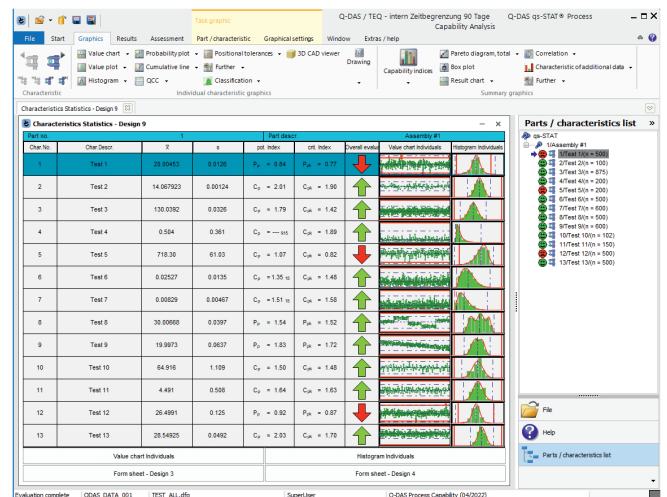 Task graphic
Q-DAS / TEQ - intern Zeitbegrenzung 90 Tage Q-DAS qs-STAT® Process
Capability Analysis
File Start Graphics Results Assessment Part / characteristic Graphical settings Window Extras / help
Value chart Probability plot Positional tolerances 3D CAD viewer
Value plot Cumulative line Further
Histogram QCC Classification
Drawing
Capability indices
Pareto diagram, total Correlation
Box plot Characteristic of additional data
Result chart Further
Characteristic Individual characteristic graphics Summary graphics
Characteristics Statistics - Design 9
Characteristics Statistics - Design 9
Part no. 1 Part descr. Assembly #1
Char.No. Char.Descr. x̄ s pot. Index crit. Index Overall evaluat Value chart Individuals Histogram Individuals
1 Test 1 20.00453 0.0126 Pp = 0.84 Ppk = 0.77
2 Test 2 14.067923 0.00124 Cp = 2.01 Cpk = 1.90
3 Test 3 130.0392 0.0326 Cp = 1.79 Cpk = 1.42
4 Test 4 0.504 0.361 Cp = --- Cpk = 1.89
5 Test 5 718.30 61.03 Cp = 1.07 Cpk = 0.82
6 Test 6 0.02527 0.0135 Cp = 1.35 Cpk = 1.48
7 Test 7 0.00829 0.00467 Cp = 1.51 Cpk = 1.58
8 Test 8 30.00668 0.0397 Pp = 1.54 Ppk = 1.52
9 Test 9 19.9973 0.0637 Pp = 1.83 Ppk = 1.72
10 Test 10 64.916 1.109 Cp = 1.50 Cpk = 1.48
11 Test 11 4.491 0.508 Cp = 1.64 Cpk = 1.63
12 Test 12 26.4991 0.125 Pp = 0.92 Ppk = 0.87
13 Test 13 28.54925 0.0492 Cp = 2.03 Cpk = 1.70
Value chart Individuals Histogram Individuals
Form sheet - Design 3 Form sheet - Design 4
Parts / characteristics list »
qs-STAT
1/Assembly #1
1/Test 1/(n = 500)
2/Test 2/(n = 100)
3/Test 3/(n = 875)
4/Test 4/(n = 500)
5/Test 5/(n = 200)
6/Test 6/(n = 500)
7/Test 7/(n = 500)
8/Test 8/(n = 500)
9/Test 9/(n = 600)
10/Test 10/(n = 102)
11/Test 11/(n = 150)
12/Test 12/(n = 500)
13/Test 13/(n = 500)
File
Help
Parts / characteristics list
Evaluation complete QDAS_DATA_001 TEST_ALL.dfq SuperUser Q-DAS Process Capability (04/2022)